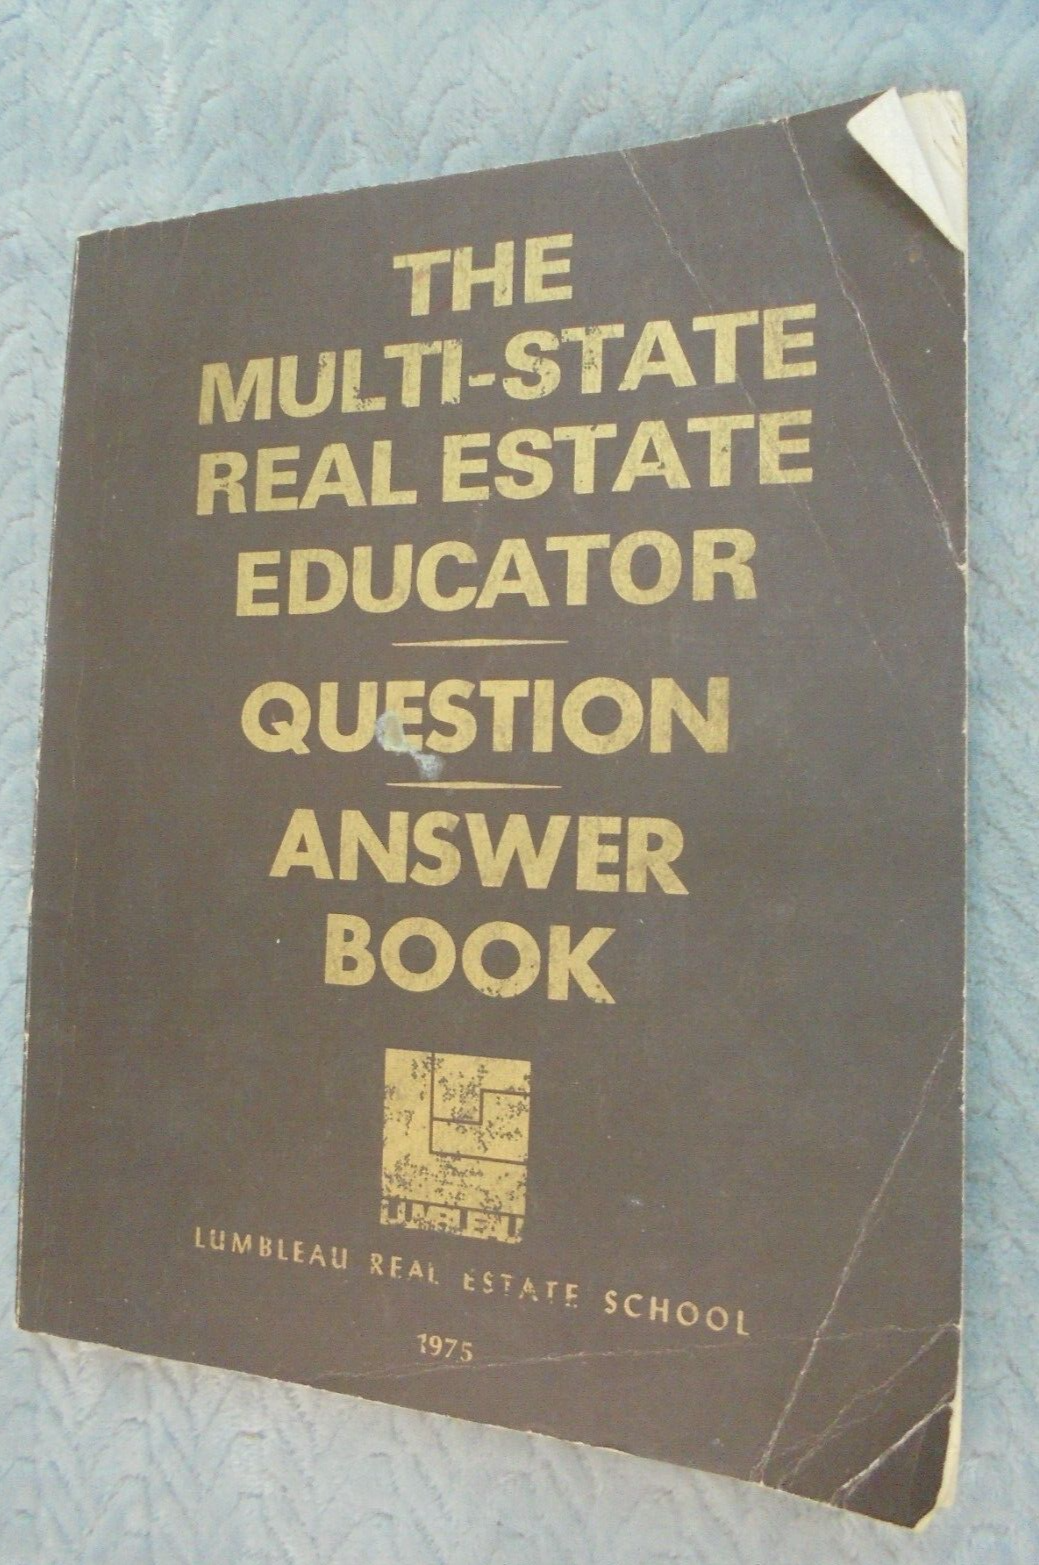 THE
MULTI-STATE
REAL ESTATE
EDUCATOR
QUESTION
ANSWER
BOOK
LUMBLEAU
LUMBLEAU REAL ESTATE SCHOOL
1975